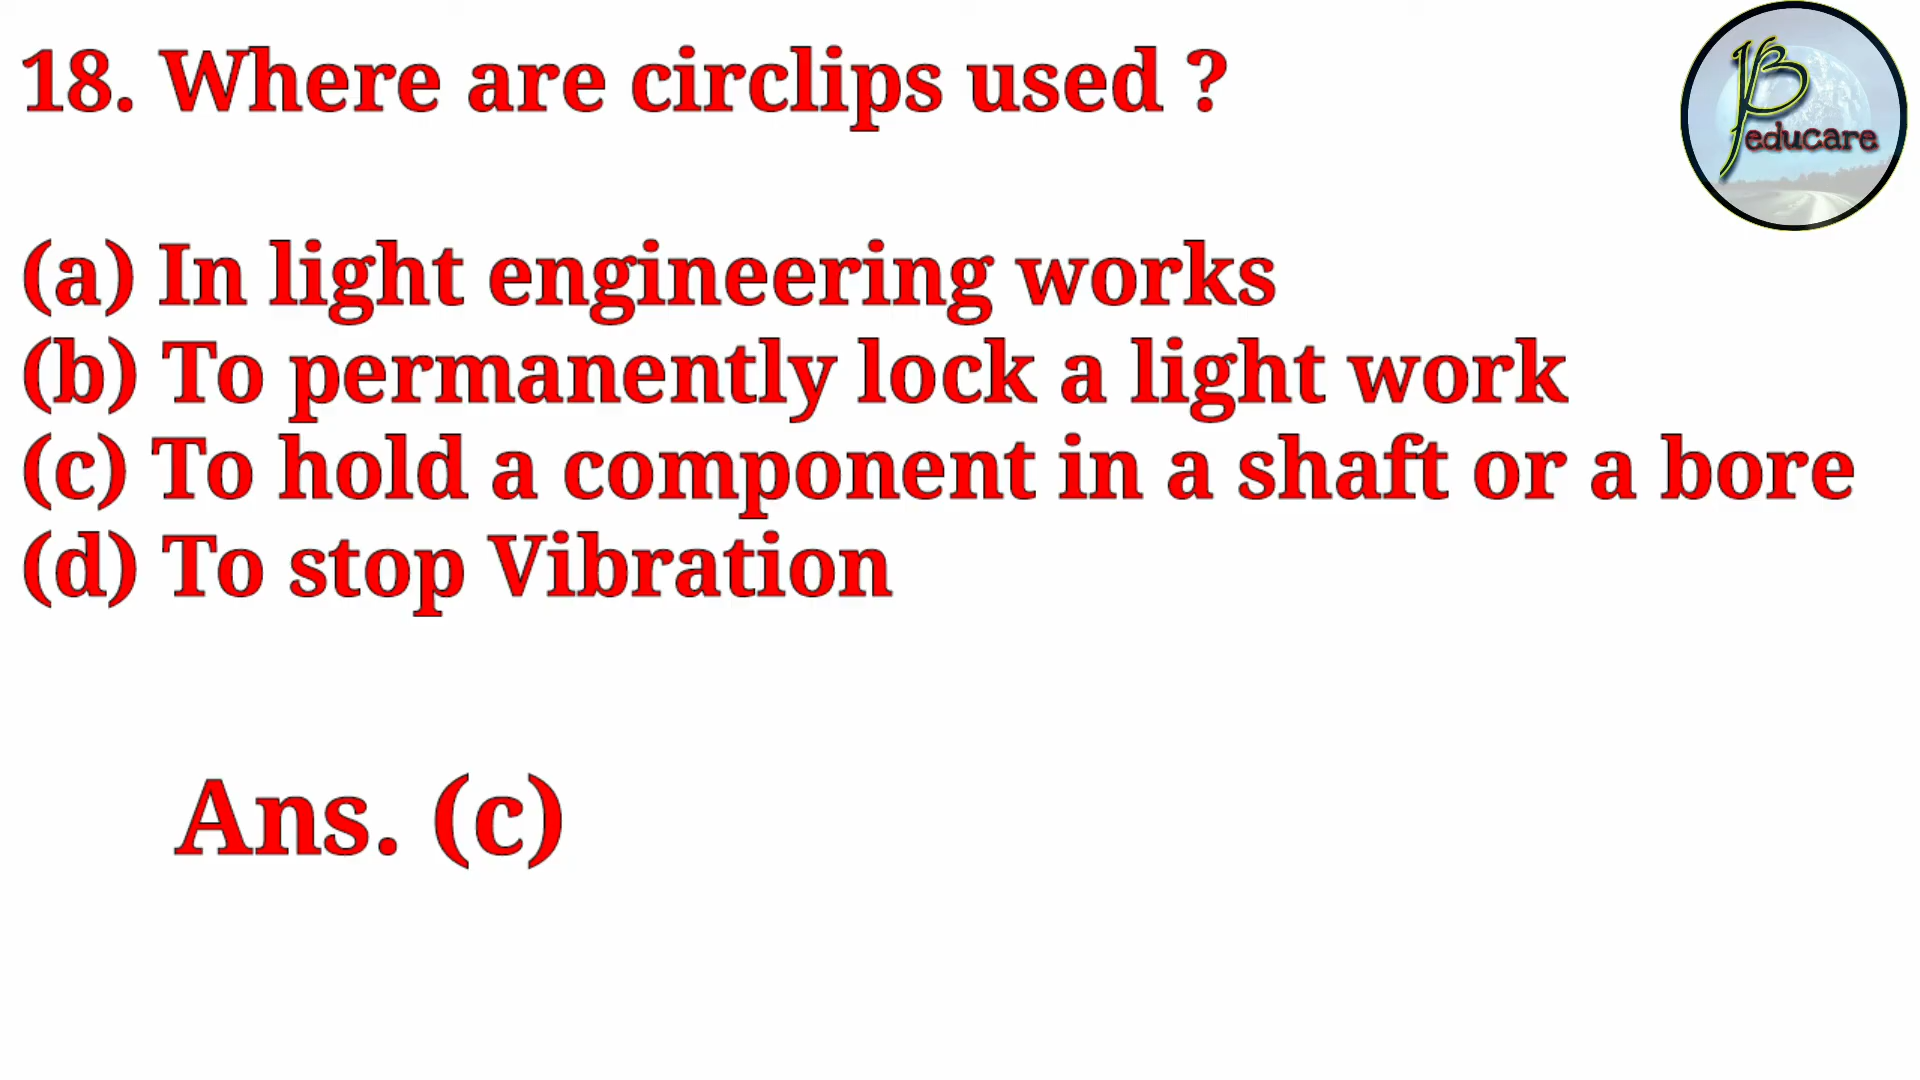 18. Where are circlips used ?
(a) In light engineering works
(b) To permanently lock a light work
(c) To hold a component in a shaft or a bore
(d) To stop Vibration
Ans. (c)
educare